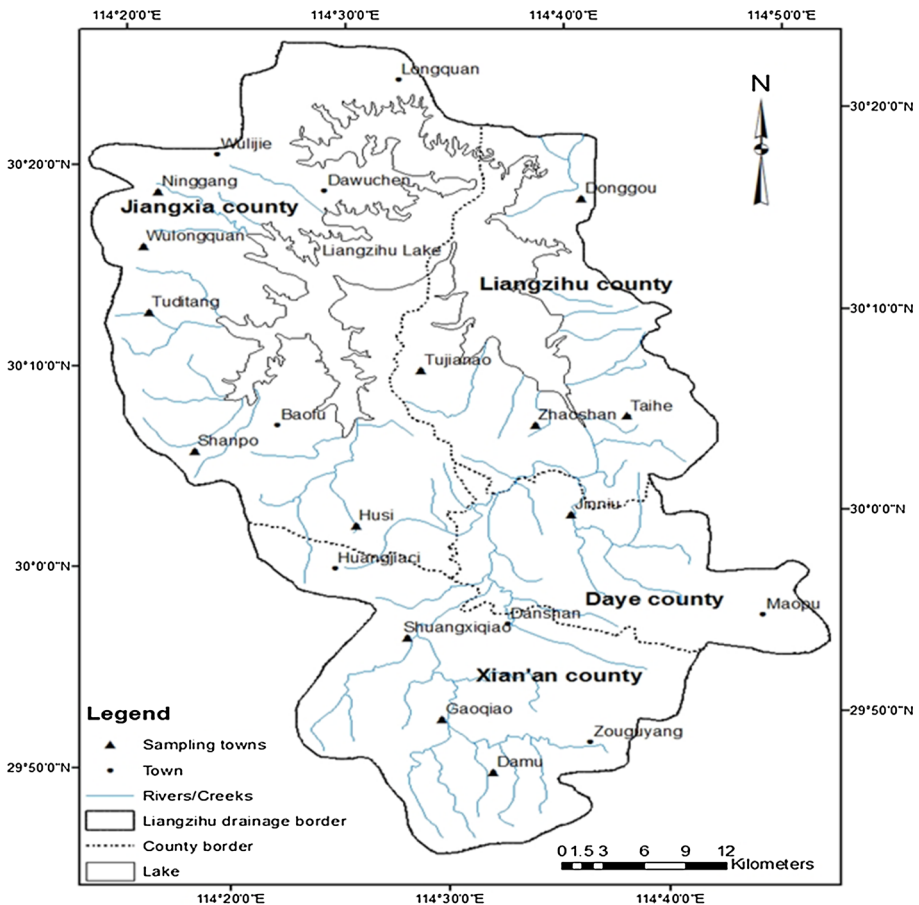 114°20'0"E 114°30'0"E 114°40'0"E 114°50'0"E
Longquan
N
30°20'0"N
Wulijie
30°20'0"N
Ninggang
Dawuchen
Donggou
Jiangxia county
Wulongquan
Liangzihu Lake
Liangzihu county
Tuditang
30°10'0"N
30°10'0"N
Tujianao
Baofu
Zhaoshan
Taihe
Shanpo
Husi
Jinniu
30°0'0"N
Huangjiaci
30°0'0"N
Daye county
Maopu
Danshan
Shuangxiqiao
Xian'an county
Gaoqiao
29°50'0"N
Zouguyang
Damu
29°50'0"N
Legend
Sampling towns
Town
Rivers/Creeks
Liangzihu drainage border
County border
Lake
0 1.5 3 6 9 12
Kilometers
114°20'0"E 114°30'0"E 114°40'0"E